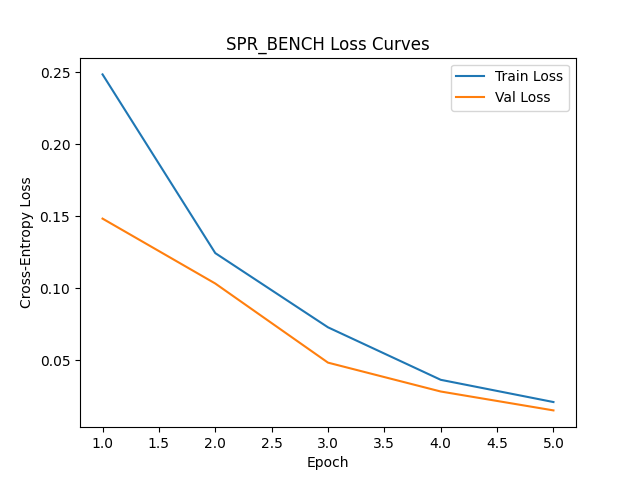 SPR_BENCH Loss Curves
Train Loss
Val Loss
Cross-Entropy Loss
0.25
0.20
0.15
0.10
0.05
1.0 1.5 2.0 2.5 3.0 3.5 4.0 4.5 5.0
Epoch